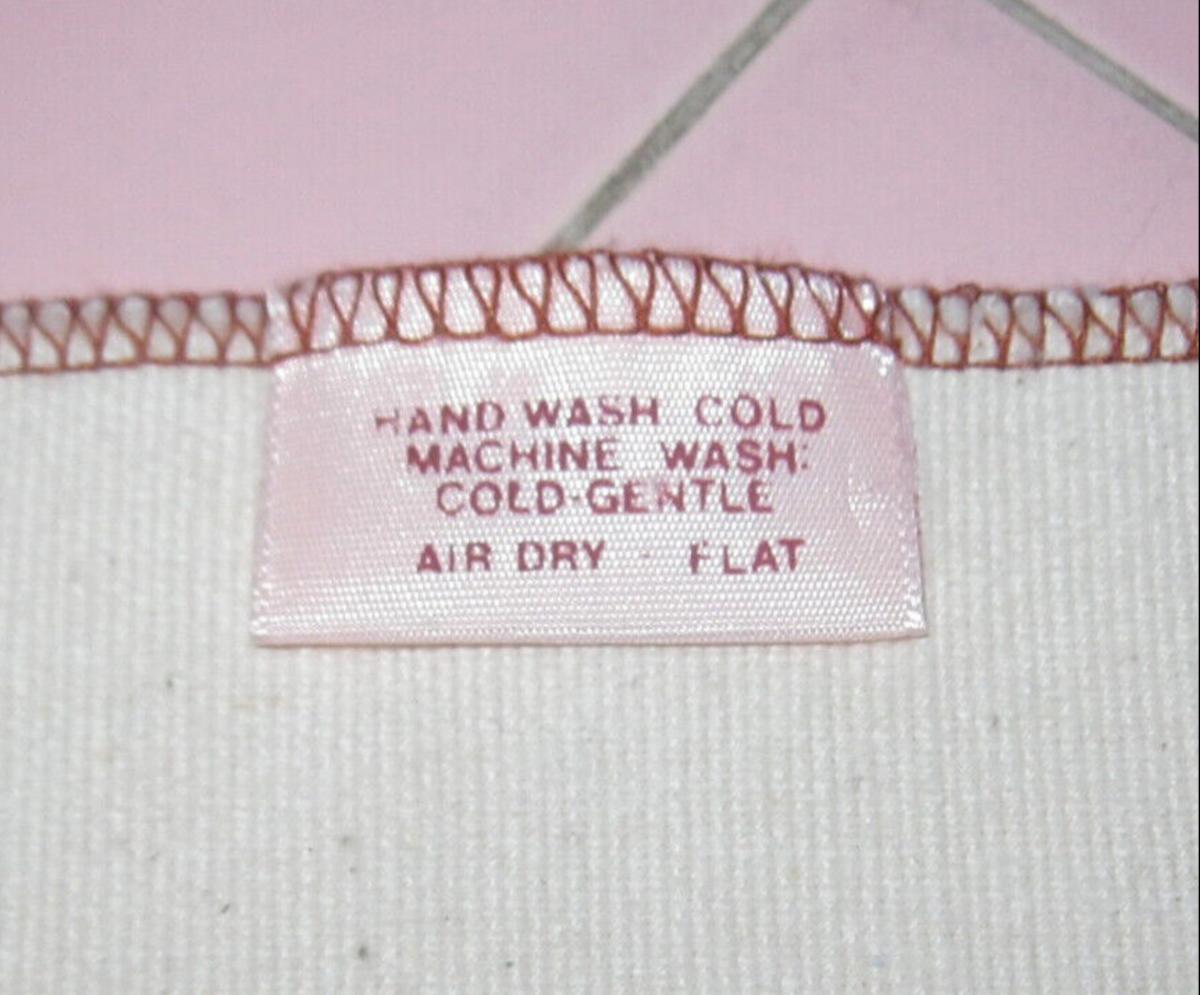 HAND WASH COLD
MACHINE WASH:
COLD-GENTLE
AIR DRY - FLAT